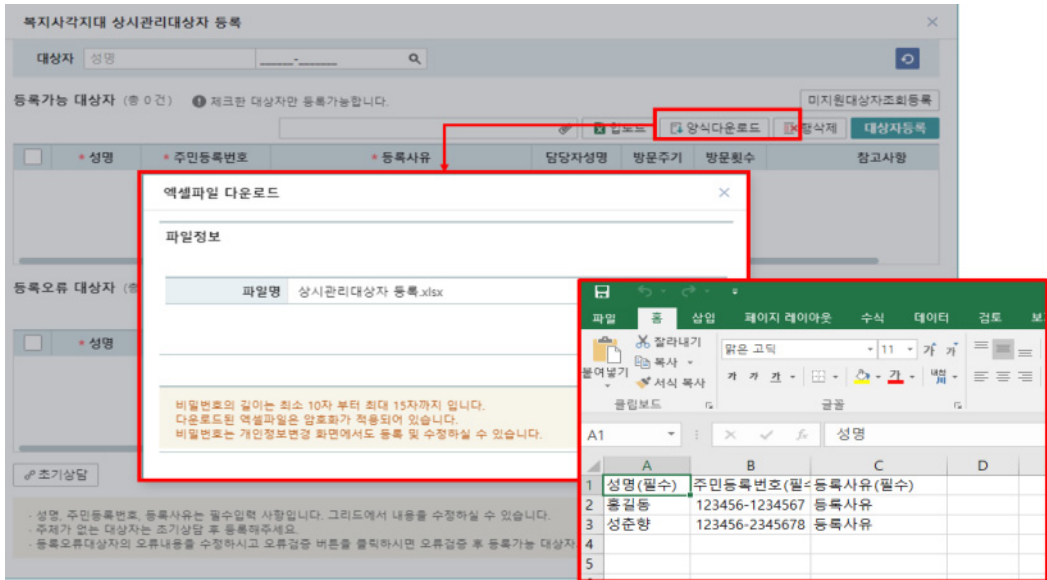 복지사각지대 상시관리대상자 등록
대상자 성명 ______-_______
등록가능 대상자 (총 0 건) 체크한 대상자만 등록가능합니다. 미지원대상자조회등록
업로드 양식다운로드 행삭제 대상자등록
* 성명 * 주민등록번호 * 등록사유 담당자성명 방문주기 방문횟수 참고사항
엑셀파일 다운로드
파일정보
파일명 상시관리대상자 등록.xlsx
비밀번호의 길이는 최소 10자 부터 최대 15자까지 입니다.
다운로드된 엑셀파일은 암호화가 적용되어 있습니다.
비밀번호는 개인정보변경 화면에서도 등록 및 수정하실 수 있습니다.
등록오류 대상자 (총
* 성명
초기상담
- 성명, 주민등록번호, 등록사유는 필수입력 사항입니다. 그리드에서 내용을 수정하실 수 있습니다.
- 주제가 없는 대상자는 초기상담 후 등록해주세요.
- 등록오류대상자의 오류내용을 수정하시고 오류검증 버튼을 클릭하시면 오류검증 후 등록가능 대상자
파일 홈 삽입 페이지 레이아웃 수식 데이터 검토 보
붙여넣기 잘라내기 복사 서식 복사
맑은 고딕 11 가 가
가 가 가 가 내천
클립보드 글꼴
A1 fx 성명
A B C D
1 성명(필수) 주민등록번호(필수 등록사유(필수)
2 홍길동 123456-1234567 등록사유
3 성춘향 123456-2345678 등록사유
4
5